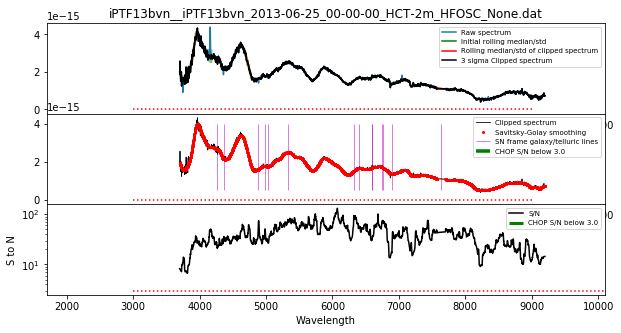 iPTF13bvn__iPTF13bvn_2013-06-25_00-00-00_HCT-2m_HFOSC_None.dat
1e−15
4
2
0
Raw spectrum
Initial rolling median/std
Rolling median/std of clipped spectrum
3 sigma Clipped spectrum
1e−15
4
2
0
Clipped spectrum
Savitsky-Golay smoothing
SN frame galaxy/telluric lines
CHOP S/N below 3.0
S to N
10²
10¹
S/N
CHOP S/N below 3.0
2000 3000 4000 5000 6000 7000 8000 9000 10000
Wavelength